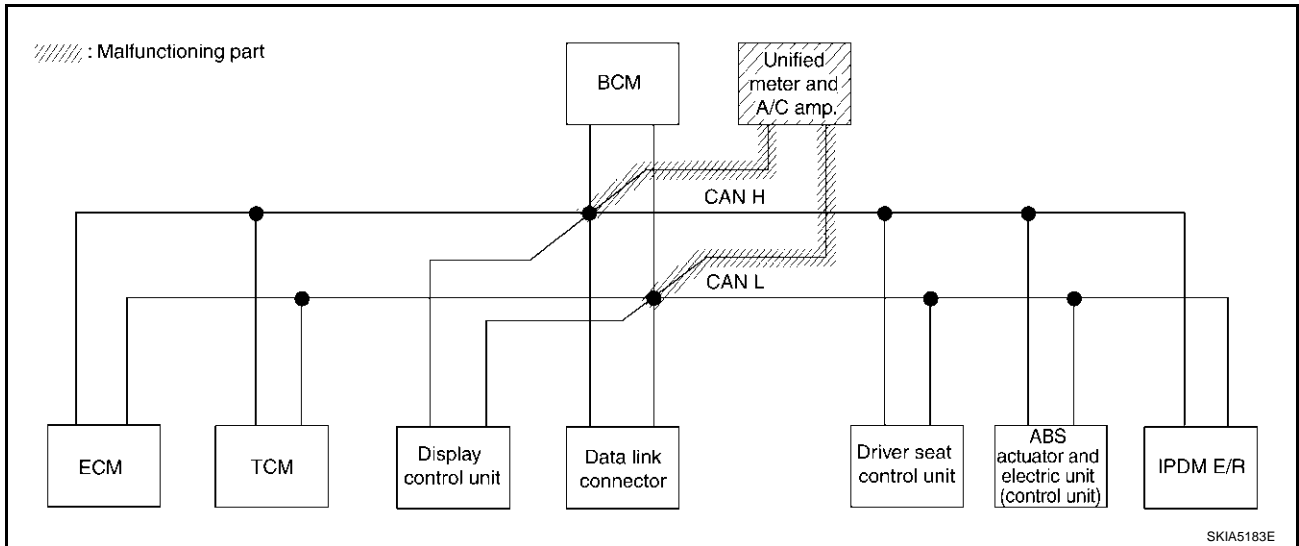 : Malfunctioning part
BCM
Unified
meter and
A/C amp.
CAN H
CAN L
ECM
TCM
Display
control unit
Data link
connector
Driver seat
control unit
ABS
actuator and
electric unit
(control unit)
IPDM E/R
SKIA5183E